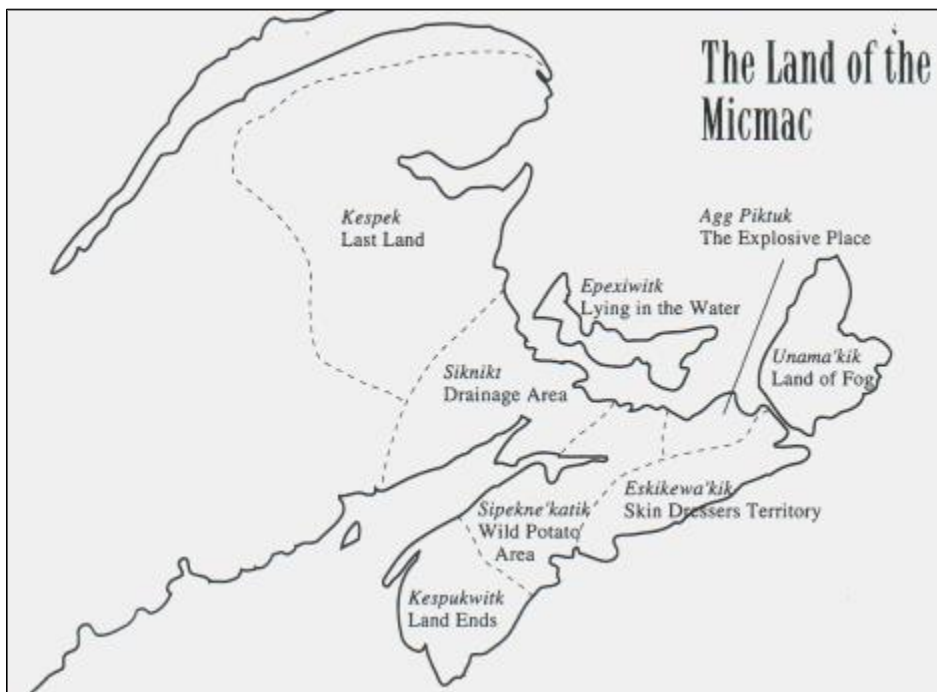 The Land of the
Micmac
Kespek
Last Land
Agg Piktuk
The Explosive Place
Epexiwitk
Lying in the Water
Unama'kik
Land of Fog
Siknikt
Drainage Area
Eskikewa'kik
Skin Dressers Territory
Sipekne'katik
Wild Potato
Area
Kespukwitk
Land Ends